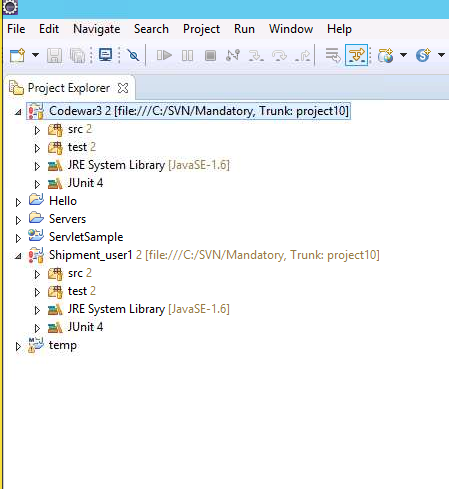 File Edit Navigate Search Project Run Window Help
Project Explorer
Codewar3 2 [file:///C:/SVN/Mandatory, Trunk: project10]
src 2
test 2
JRE System Library [JavaSE-1.6]
JUnit 4
Hello
Servers
ServletSample
Shipment_user1 2 [file:///C:/SVN/Mandatory, Trunk: project10]
src 2
test 2
JRE System Library [JavaSE-1.6]
JUnit 4
temp